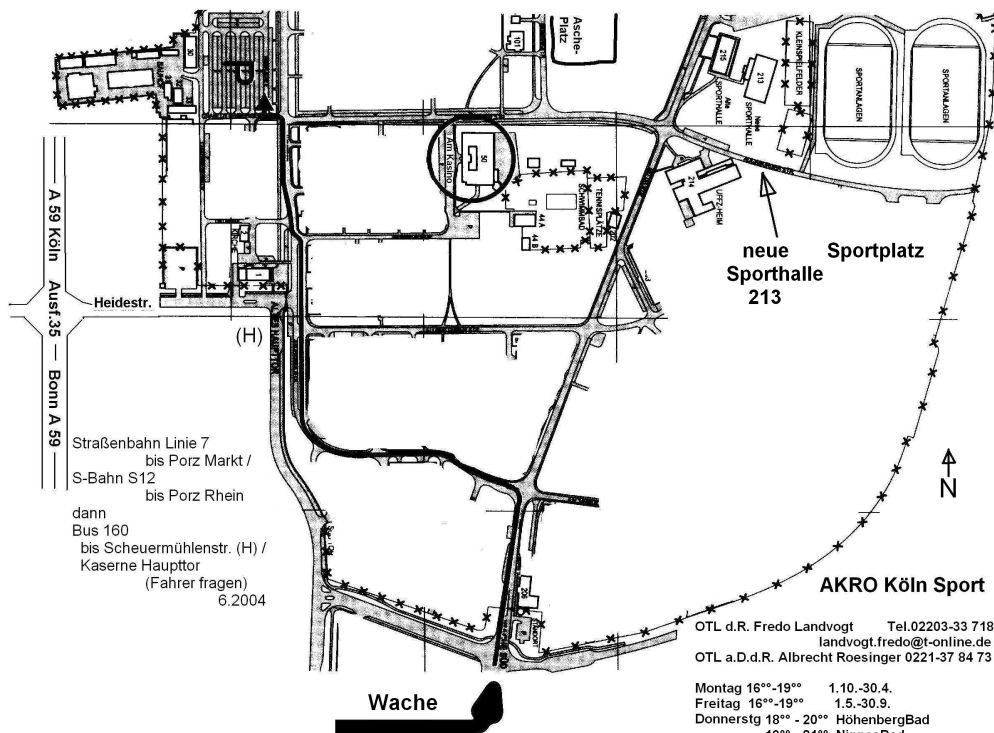 Asche-
Platz
101
30
P
215
213
KLEINSPIELFELDER
SPORTANLAGEN
SPORTANLAGEN
Alte
SPORTHALLE
Neue
SPORTHALLE
Am Kasino
50
214
UFFZ-HEIM
TENNISPLÄTZE
SCHWIMMBAD
44 A
44 B
neue
Sporthalle
213
Sportplatz
A 59 Köln Ausf.35 Bonn A 59
Heidestr.
(H)
HAUPTTOR
Straßenbahn Linie 7
bis Porz Markt /
S-Bahn S12
bis Porz Rhein
dann
Bus 160
bis Scheuermühlenstr. (H) /
Kaserne Haupttor
(Fahrer fragen)
6.2004
N
206
Wache
AKRO Köln Sport
OTL d.R. Fredo Landvogt Tel.02203-33 718
landvogt.fredo@t-online.de
OTL a.D.d.R. Albrecht Roesinger 0221-37 84 73
Montag 16°°-19°° 1.10.-30.4.
Freitag 16°°-19°° 1.5.-30.9.
Donnerstg 18°° - 20°° HöhenbergBad